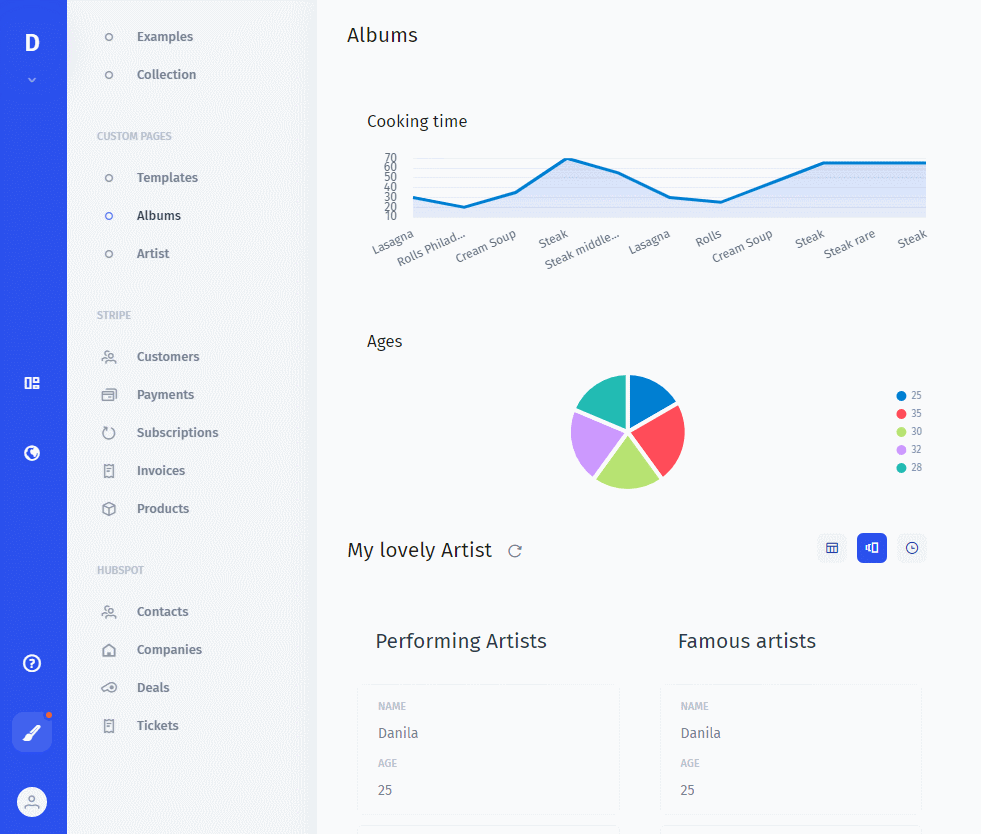 D
Examples
Collection
CUSTOM PAGES
Templates
Albums
Artist
STRIPE
Customers
Payments
Subscriptions
Invoices
Products
HUBSPOT
Contacts
Companies
Deals
Tickets
?
Albums
Cooking time
70
60
50
40
30
20
10
Lasagna
Rolls Philad...
Cream Soup
Steak
Steak middle...
Lasagna
Rolls
Cream Soup
Steak
Steak rare
Steak
Ages
25
35
30
32
28
My lovely Artist
Performing Artists
Famous artists
NAME
Danila
AGE
25
NAME
Danila
AGE
25